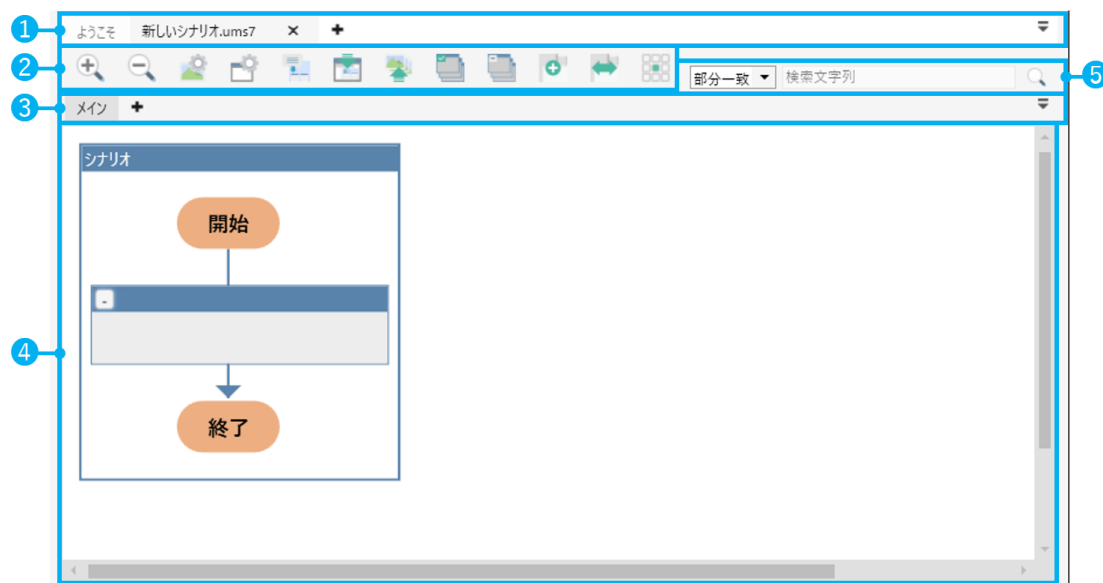 1
ようこそ 新しいシナリオ.ums7
2
部分一致 検索文字列
5
3
メイン
シナリオ
開始
-
4
終了